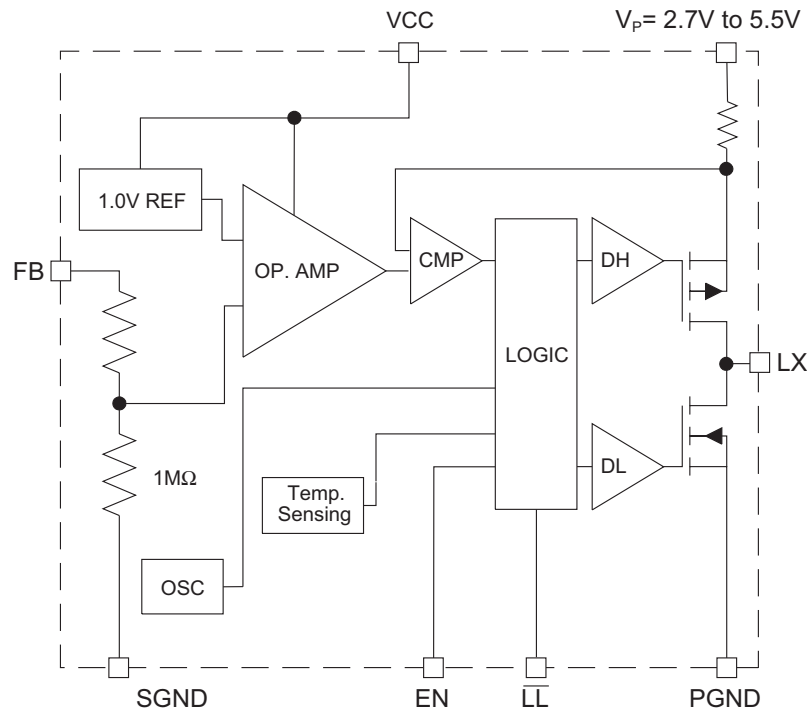 VCC
VP= 2.7V to 5.5V
1.0V REF
FB
OP. AMP
CMP
DH
LOGIC
LX
1MΩ
Temp.
Sensing
DL
OSC
SGND
EN
LL
PGND